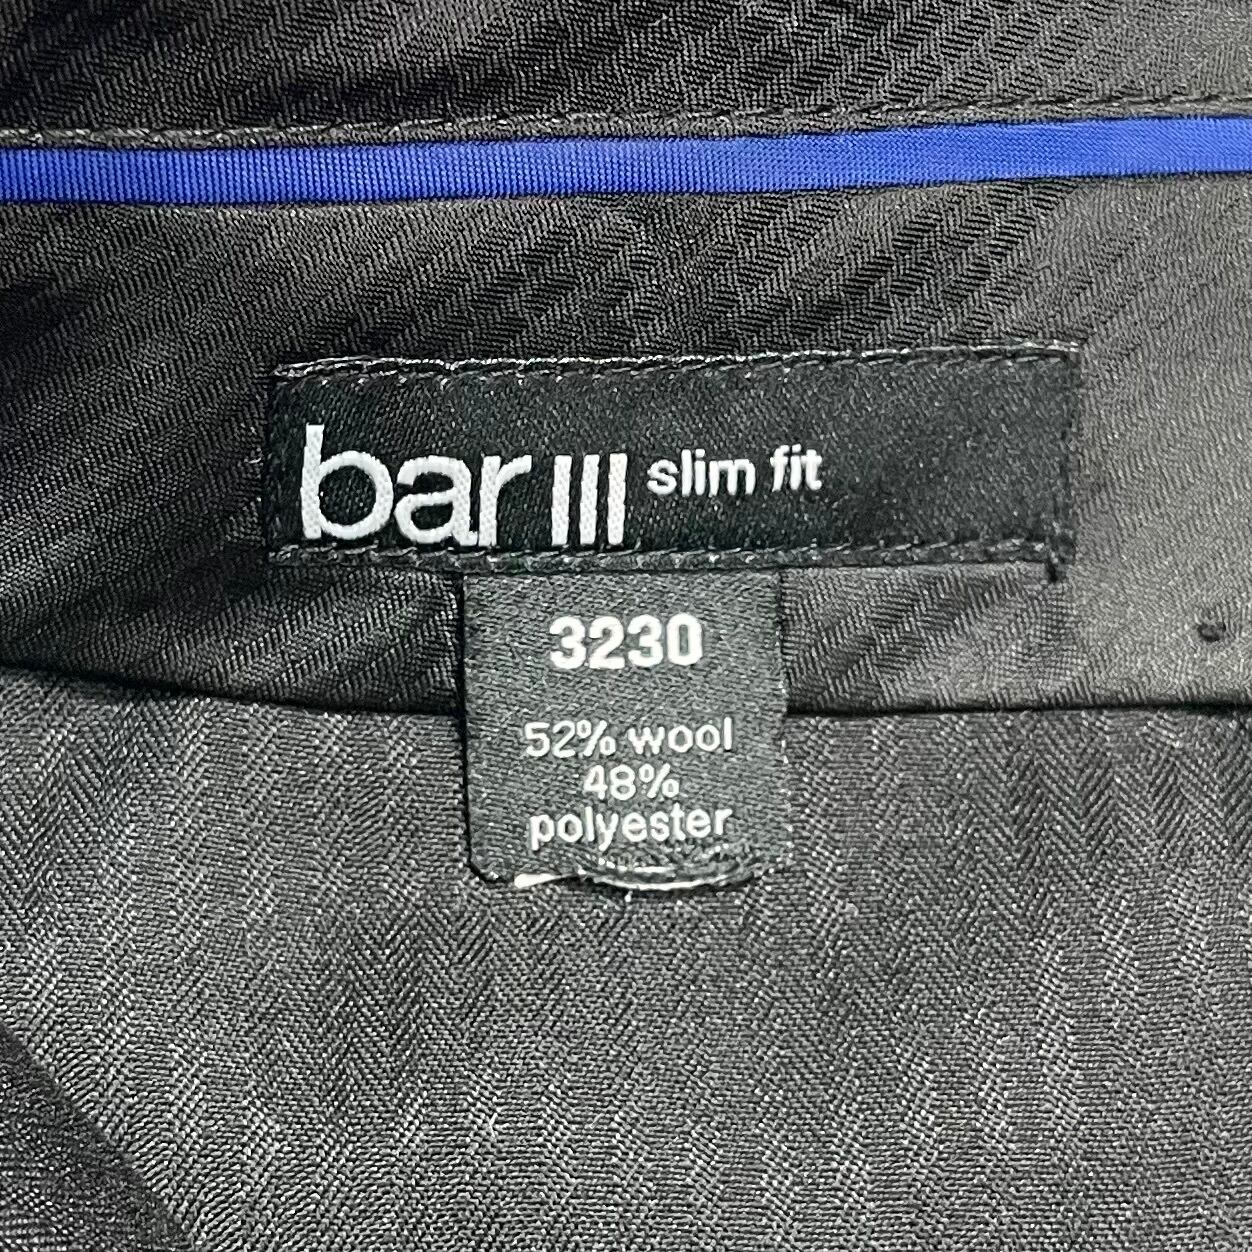 bar III slim fit
3230
52% wool
48%
polyester